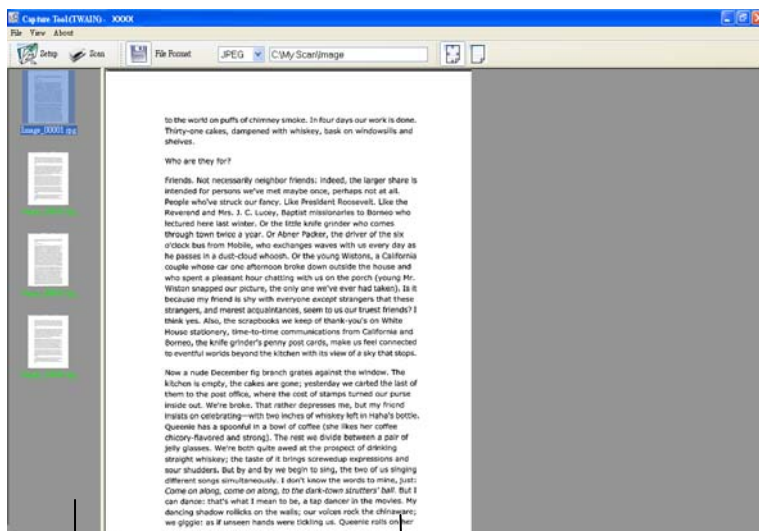 Capture Tool(TWAIN) - XXXX
File View About
Setup Scan File Format JPEG C:\My Scan\Image
Image_00001.jpg
to the world on puffs of chimney smoke. In four days our work is done.
Thirty-one cakes, dampened with whiskey, bask on windowsills and
shelves.
Who are they for?
Friends. Not necessarily neighbor friends: indeed, the larger share is
intended for persons we've met maybe once, perhaps not at all.
People who've struck our fancy. Like President Roosevelt. Like the
Reverend and Mrs. J. C. Lucey, Baptist missionaries to Borneo who
lectured here last winter. Or the little knife grinder who comes
through town twice a year. Or Abner Packer, the driver of the six
o'clock bus from Mobile, who exchanges waves with us every day as
he passes in a dust-cloud whoosh. Or the young Wistons, a California
couple whose car one afternoon broke down outside the house and
who spent a pleasant hour chatting with us on the porch (young Mr.
Wiston snapped our picture, the only one we've ever had taken). Is it
because my friend is shy with everyone except strangers that these
strangers, and merest acquaintances, seem to us our truest friends? I
think yes. Also, the scrapbooks we keep of thank-you's on White
House stationery, time-to-time communications from California and
Borneo, the knife grinder's penny post cards, make us feel connected
to eventful worlds beyond the kitchen with its view of a sky that stops.
Now a nude December fig branch grates against the window. The
kitchen is empty, the cakes are gone; yesterday we carted the last of
them to the post office, where the cost of stamps turned our purse
inside out. We're broke. That rather depresses me, but my friend
insists on celebrating—with two inches of whiskey left in Haha's bottle.
Queenie has a spoonful in a bowl of coffee (she likes her coffee
chicory-flavored and strong). The rest we divide between a pair of
jelly glasses. We're both quite awed at the prospect of drinking
straight whiskey; the taste of it brings screwedup expressions and
sour shudders. But by and by we begin to sing, the two of us singing
different songs simultaneously. I don't know the words to mine, just:
Come on along, come on along, to the dark-town strutters' ball. But I
can dance: that's what I mean to be, a tap dancer in the movies. My
dancing shadow rollicks on the walls; our voices rock the chinaware;
we giggle: as if unseen hands were tickling us. Queenie rolls on her